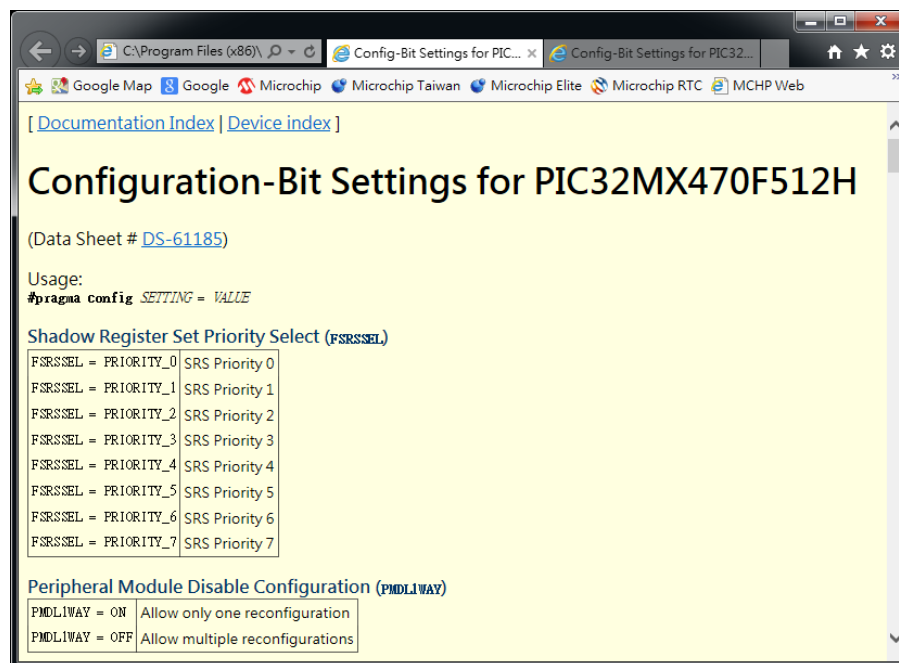 C:\Program Files (x86)\
Config-Bit Settings for PIC...
Config-Bit Settings for PIC32...
Google Map Google Microchip Microchip Taiwan Microchip Elite Microchip RTC MCHP Web
[ Documentation Index | Device index ]
Configuration-Bit Settings for PIC32MX470F512H
(Data Sheet # DS-61185)
Usage:
#pragma config SETTING = VALUE
Shadow Register Set Priority Select (FSRSSEL)
FSRSSEL = PRIORITY_0 SRS Priority 0
FSRSSEL = PRIORITY_1 SRS Priority 1
FSRSSEL = PRIORITY_2 SRS Priority 2
FSRSSEL = PRIORITY_3 SRS Priority 3
FSRSSEL = PRIORITY_4 SRS Priority 4
FSRSSEL = PRIORITY_5 SRS Priority 5
FSRSSEL = PRIORITY_6 SRS Priority 6
FSRSSEL = PRIORITY_7 SRS Priority 7
Peripheral Module Disable Configuration (PMDL1WAY)
PMDL1WAY = ON Allow only one reconfiguration
PMDL1WAY = OFF Allow multiple reconfigurations